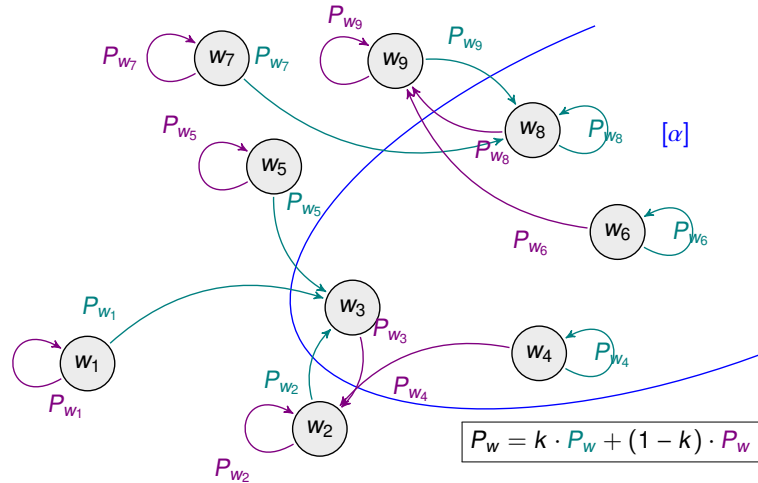 P_{w_9}
P_{w_9}
P_{w_7}
w_7
P_{w_7}
w_9
P_{w_5}
w_8
P_{w_8}
[α]
P_{w_8}
w_5
P_{w_5}
w_6
P_{w_6}
P_{w_6}
P_{w_1}
w_3
P_{w_3}
w_1
w_4
P_{w_4}
P_{w_1}
P_{w_2}
P_{w_4}
w_2
P_{w_2}
P_w = k · P_w + (1 − k) · P_w